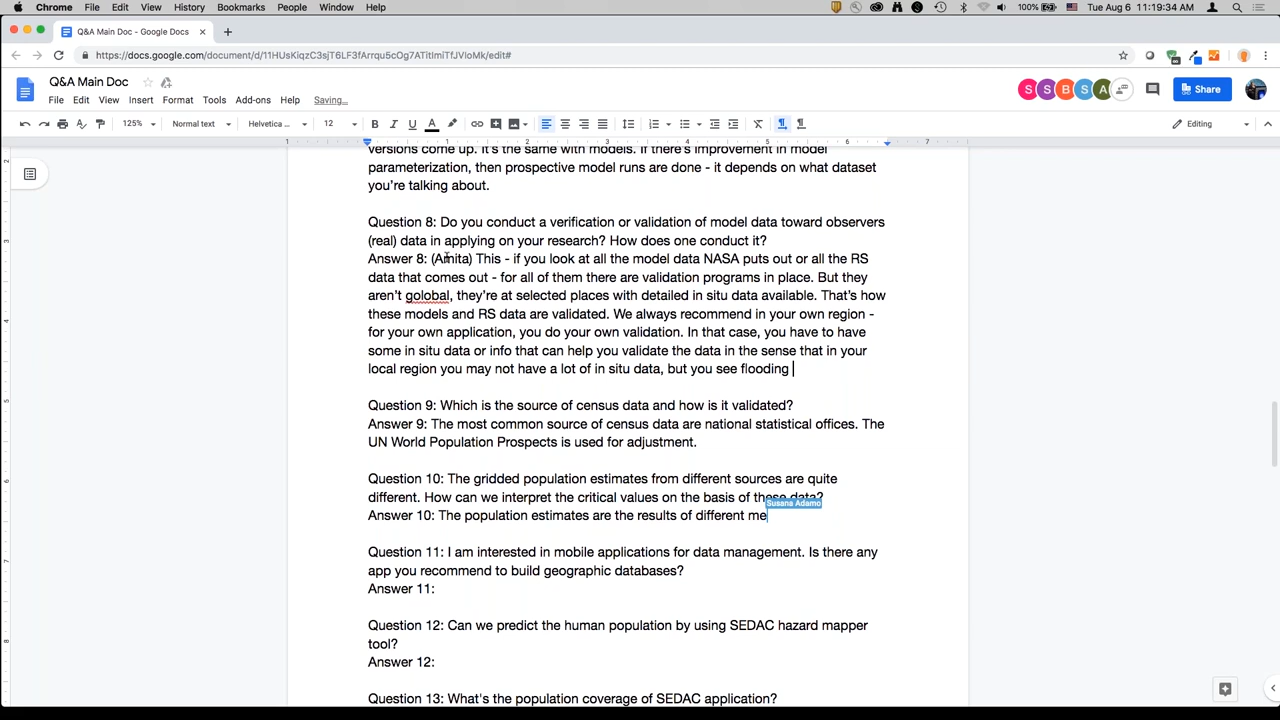 Chrome File Edit View History Bookmarks People Window Help 100% Tue Aug 6 11:19:34 AM
Q&A Main Doc - Google Docs
https://docs.google.com/document/d/11HUsKiqzC3sjT6LF3fArrqu5cOg7ATitImiTfJVIoMk/edit#
Q&A Main Doc
S S B S A Share
File Edit View Insert Format Tools Add-ons Help Saving...
125% Normal text Helvetica ... 12 B I U A Editing
1 1 2 3 4 5 6 7
versions come up. It's the same with models. If there's improvement in model
parameterization, then prospective model runs are done - it depends on what dataset
you're talking about.
Question 8: Do you conduct a verification or validation of model data toward observers
(real) data in applying on your research? How does one conduct it?
Answer 8: (Amita) This - if you look at all the model data NASA puts out or all the RS
data that comes out - for all of them there are validation programs in place. But they
aren't golobal, they're at selected places with detailed in situ data available. That's how
these models and RS data are validated. We always recommend in your own region -
for your own application, you do your own validation. In that case, you have to have
some in situ data or info that can help you validate the data in the sense that in your
local region you may not have a lot of in situ data, but you see flooding
Question 9: Which is the source of census data and how is it validated?
Answer 9: The most common source of census data are national statistical offices. The
UN World Population Prospects is used for adjustment.
Question 10: The gridded population estimates from different sources are quite
different. How can we interpret the critical values on the basis of these data?
Susana Adamo
Answer 10: The population estimates are the results of different me
Question 11: I am interested in mobile applications for data management. Is there any
app you recommend to build geographic databases?
Answer 11:
Question 12: Can we predict the human population by using SEDAC hazard mapper
tool?
Answer 12:
Question 13: What's the population coverage of SEDAC application?